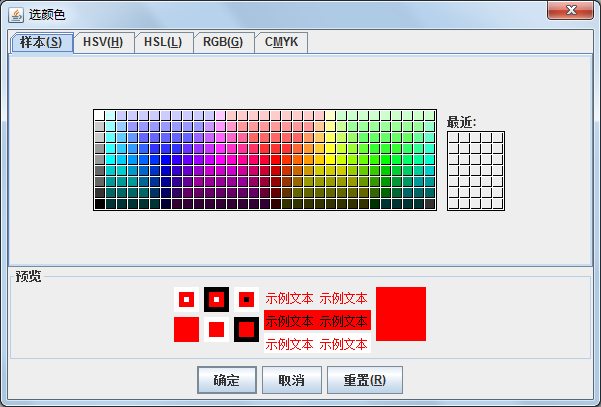 选颜色
样本(S) HSV(H) HSL(L) RGB(G) CMYK
最近:
预览
示例文本 示例文本
示例文本 示例文本
示例文本 示例文本
确定 取消 重置(R)